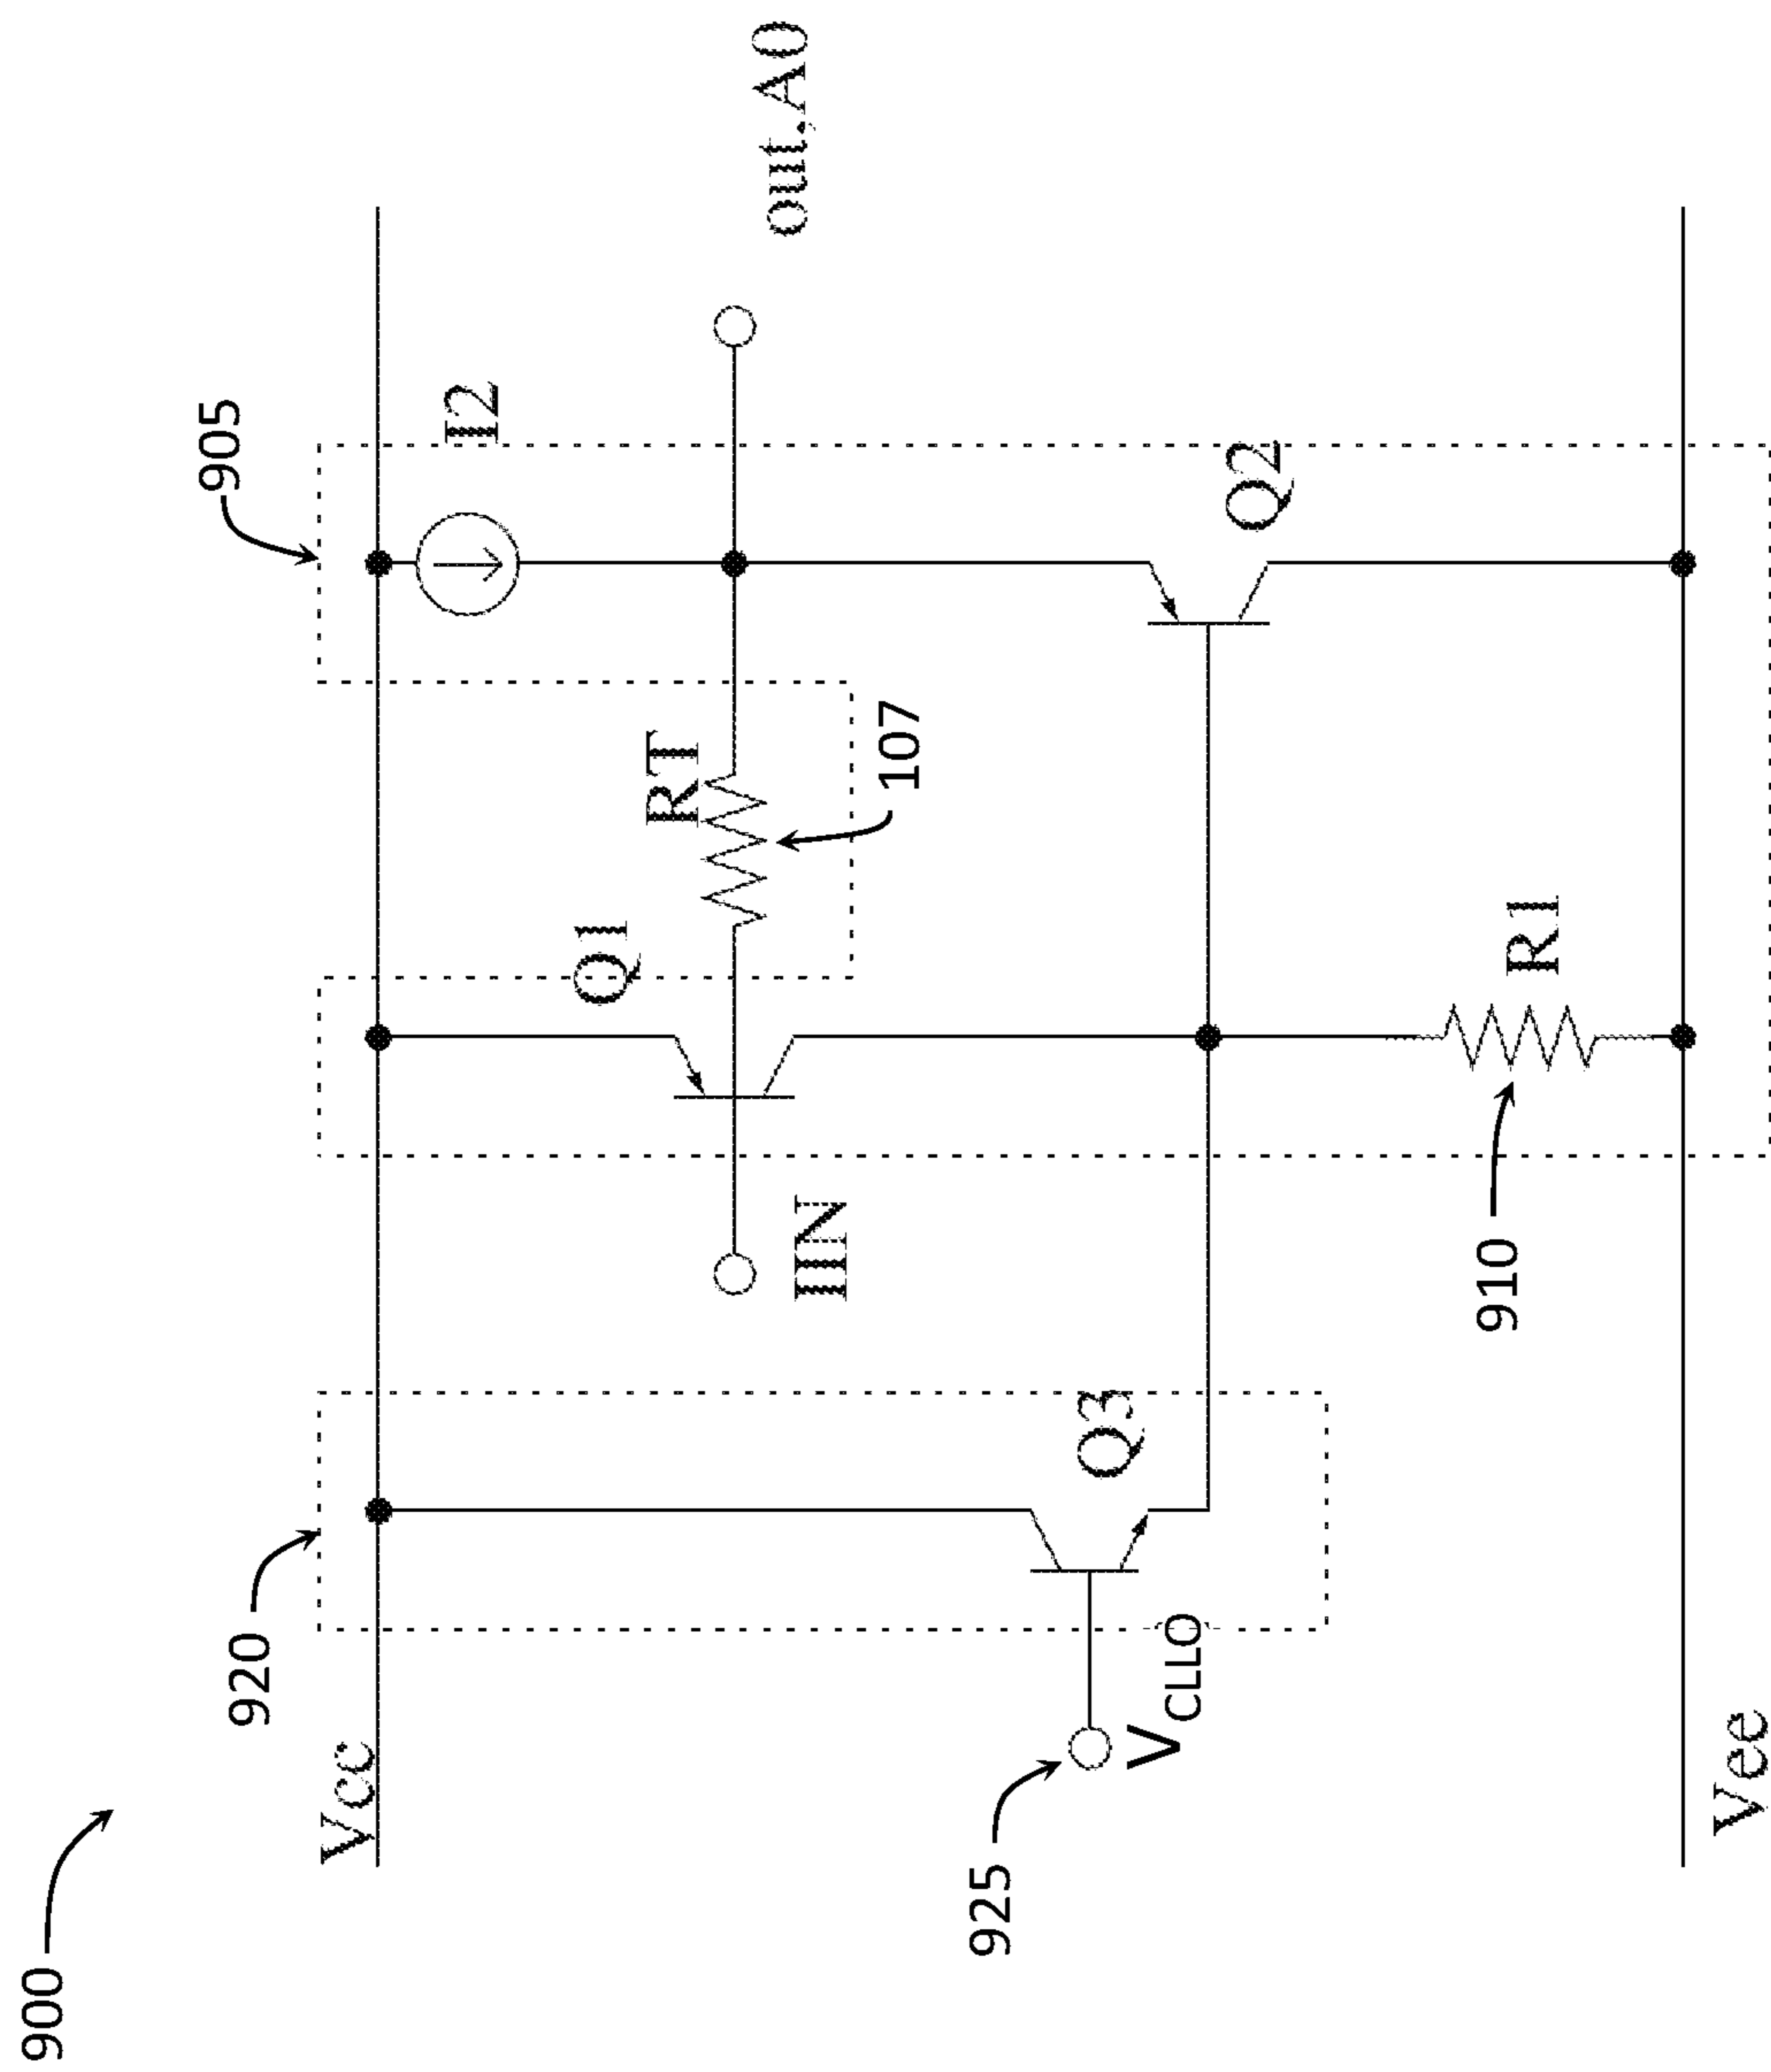 900
920
905
Vcc
I2
Q1
RT
107
out.A0
IIN
925
VCLLO
Q3
Q2
910
R1
Vee